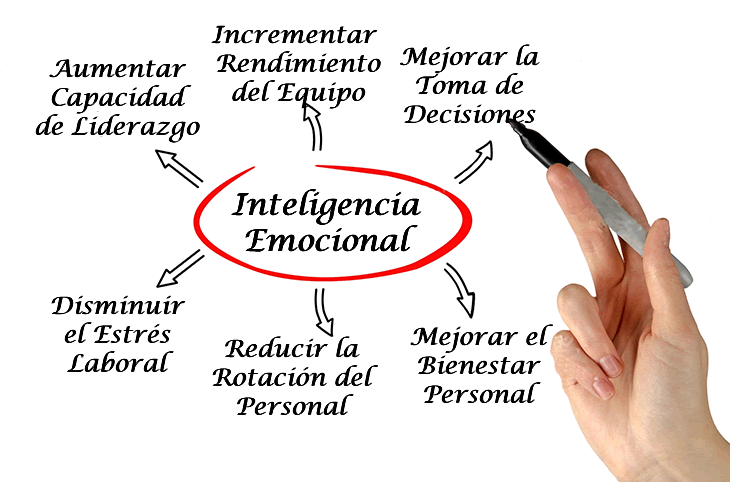 Aumentar
Capacidad
de Liderazgo
Incrementar
Rendimiento
del Equipo
Mejorar la
Toma de
Decisiones
Inteligencia
Emocional
Disminuir
el Estrés
Laboral
Reducir la
Rotación del
Personal
Mejorar el
Bienestar
Personal